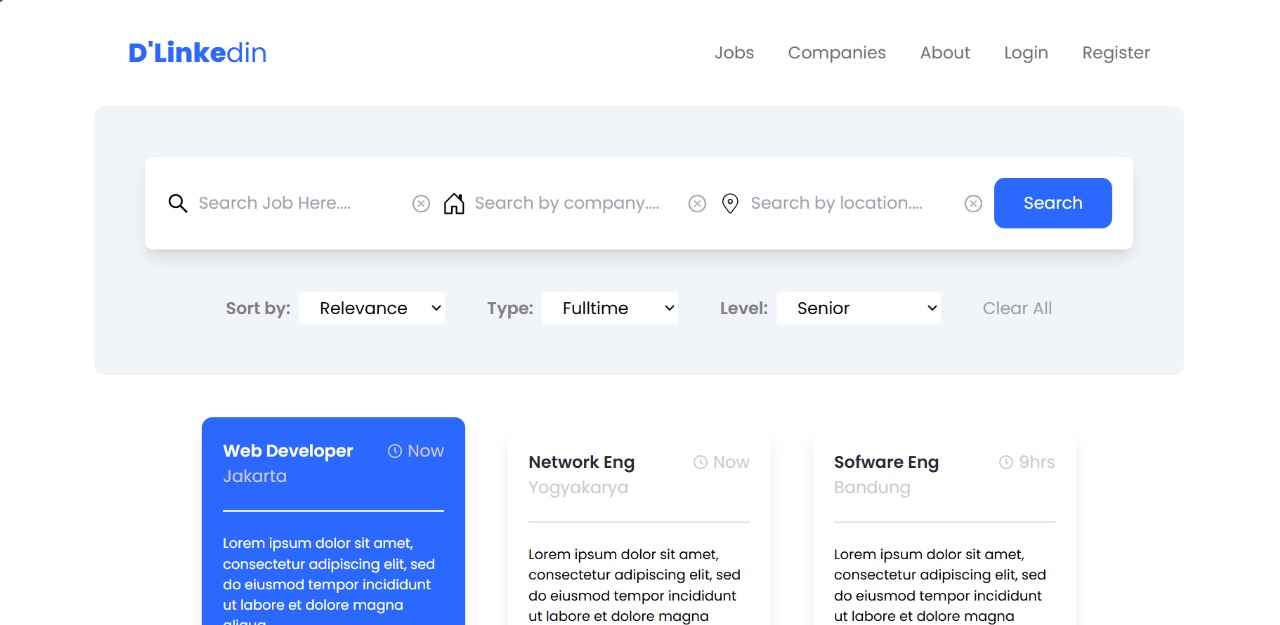 D'Linkedin
Jobs Companies About Login Register
Search Job Here.... Search by company.... Search by location.... Search
Sort by: Relevance Type: Fulltime Level: Senior Clear All
Web Developer Now
Jakarta
Lorem ipsum dolor sit amet,
consectetur adipiscing elit, sed
do eiusmod tempor incididunt
ut labore et dolore magna
aliqua.
Network Eng Now
Yogyakarya
Lorem ipsum dolor sit amet,
consectetur adipiscing elit, sed
do eiusmod tempor incididunt
ut labore et dolore magna
Sofware Eng 9hrs
Bandung
Lorem ipsum dolor sit amet,
consectetur adipiscing elit, sed
do eiusmod tempor incididunt
ut labore et dolore magna